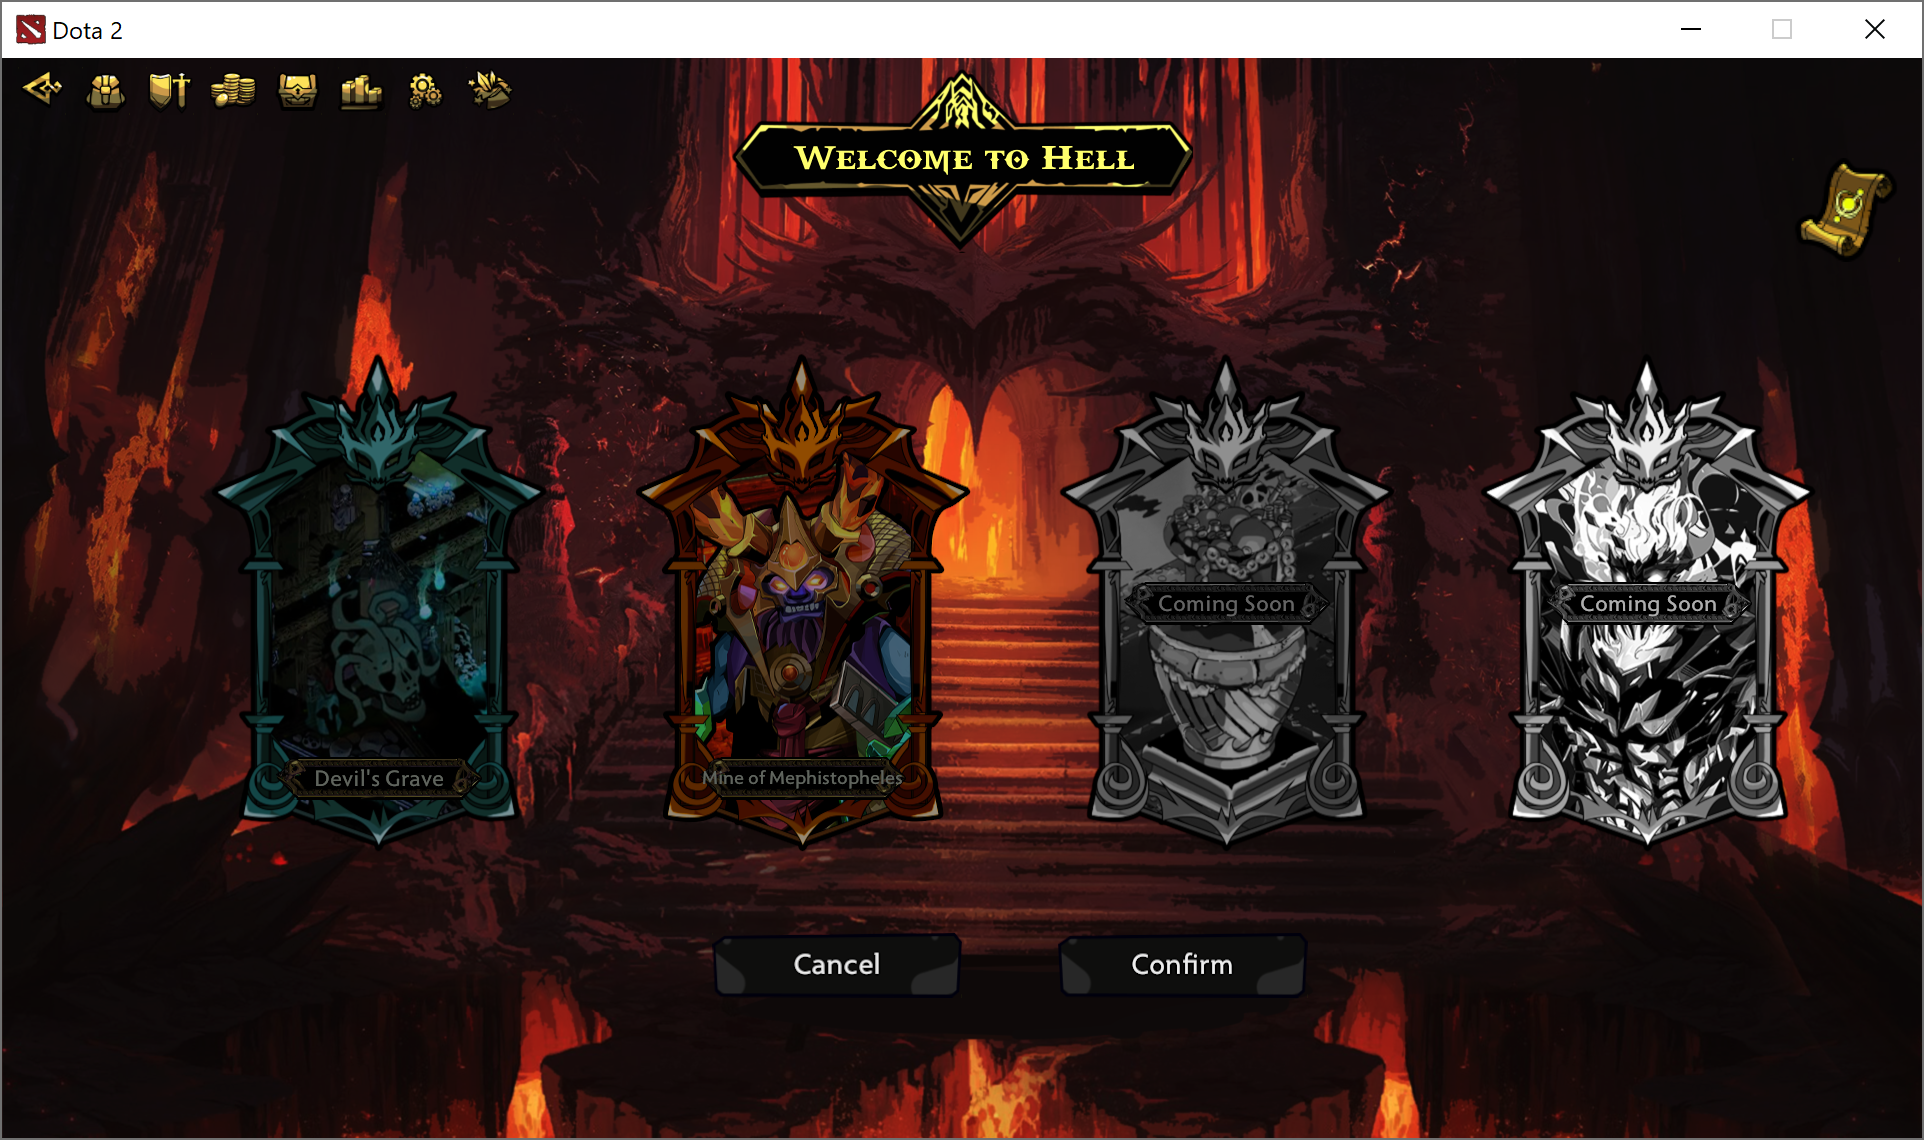 Dota 2
Welcome to Hell
Coming Soon
Coming Soon
Devil's Grave
Mine of Mephistopheles
Cancel
Confirm